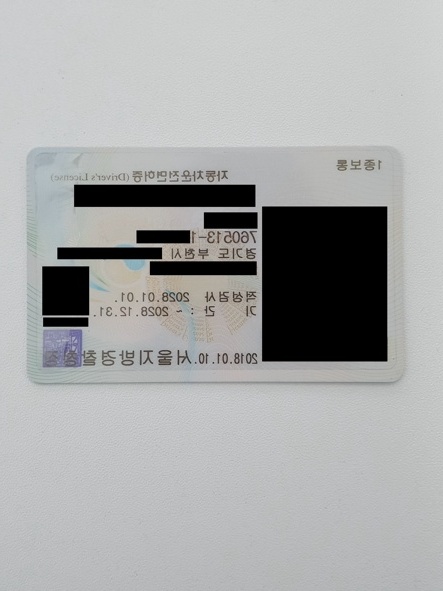 1종보통
자동차운전면허증 (Driver's License)
760513-1
경기도 부천시
적성검사 2028.01.01.
기 간 : ~ 2028.12.31.
2018.01.10. 서울지방경찰청장